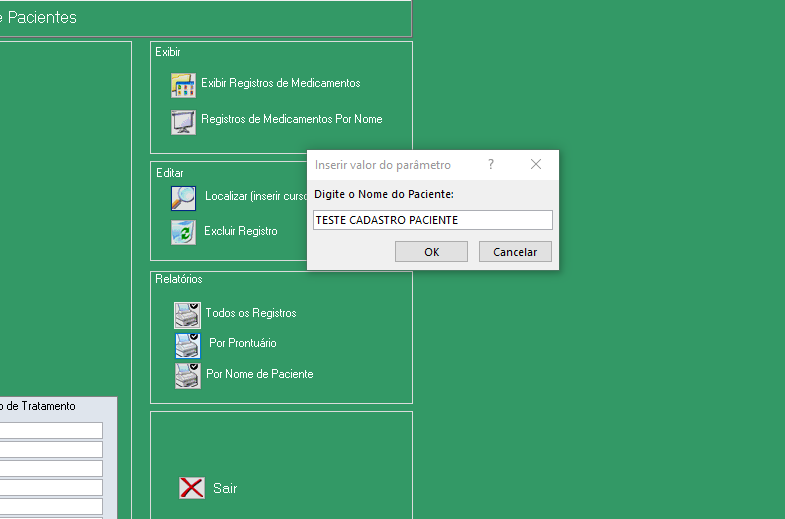 e Pacientes
Exibir
Exibir Registros de Medicamentos
Registros de Medicamentos Por Nome
Inserir valor do parâmetro ?
Digite o Nome do Paciente:
TESTE CADASTRO PACIENTE
OK Cancelar
Editar
Localizar (inserir curso
Excluir Registro
Relatórios
Todos os Registros
Por Prontuário
Por Nome de Paciente
o de Tratamento
Sair